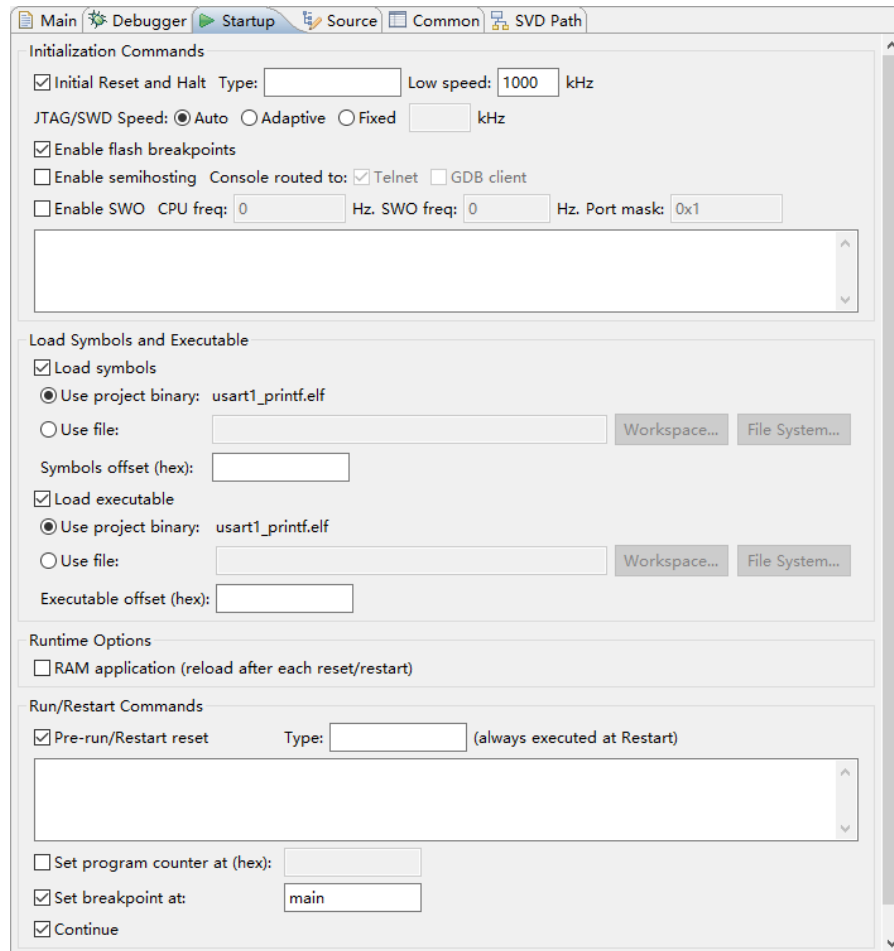 Main Debugger Startup Source Common SVD Path
Initialization Commands
Initial Reset and Halt Type: Low speed: 1000 kHz
JTAG/SWD Speed: Auto Adaptive Fixed kHz
Enable flash breakpoints
Enable semihosting Console routed to: Telnet GDB client
Enable SWO CPU freq: 0 Hz. SWO freq: 0 Hz. Port mask: 0x1
Load Symbols and Executable
Load symbols
Use project binary: usart1_printf.elf
Use file: Workspace... File System...
Symbols offset (hex):
Load executable
Use project binary: usart1_printf.elf
Use file: Workspace... File System...
Executable offset (hex):
Runtime Options
RAM application (reload after each reset/restart)
Run/Restart Commands
Pre-run/Restart reset Type: (always executed at Restart)
Set program counter at (hex):
Set breakpoint at: main
Continue